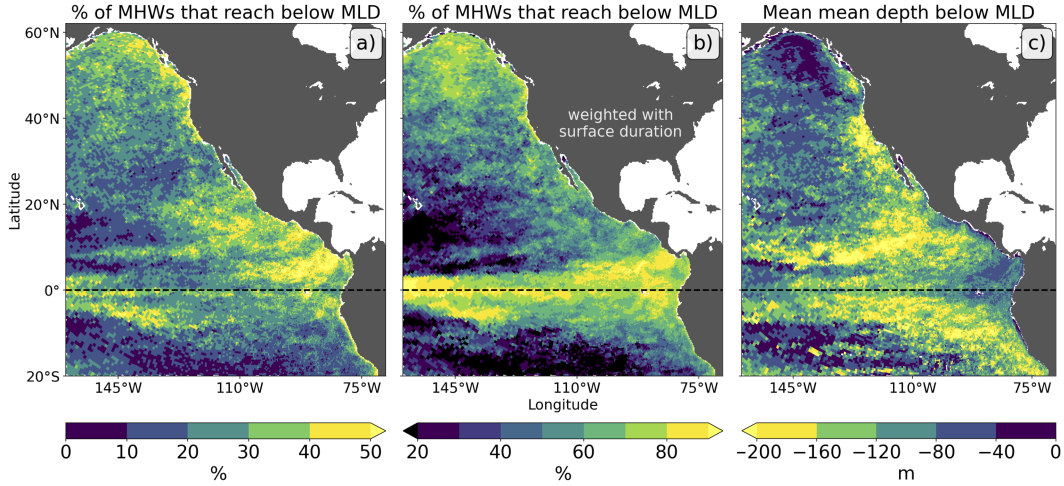 % of MHWs that reach below MLD
% of MHWs that reach below MLD
Mean mean depth below MLD
a)
b)
c)
weighted with
surface duration
60°N
40°N
20°N
0°
20°S
Latitude
145°W
110°W
75°W
145°W
110°W
75°W
145°W
110°W
75°W
Longitude
0
10
20
30
40
50
%
20
40
60
80
%
−200
−160
−120
−80
−40
0
m